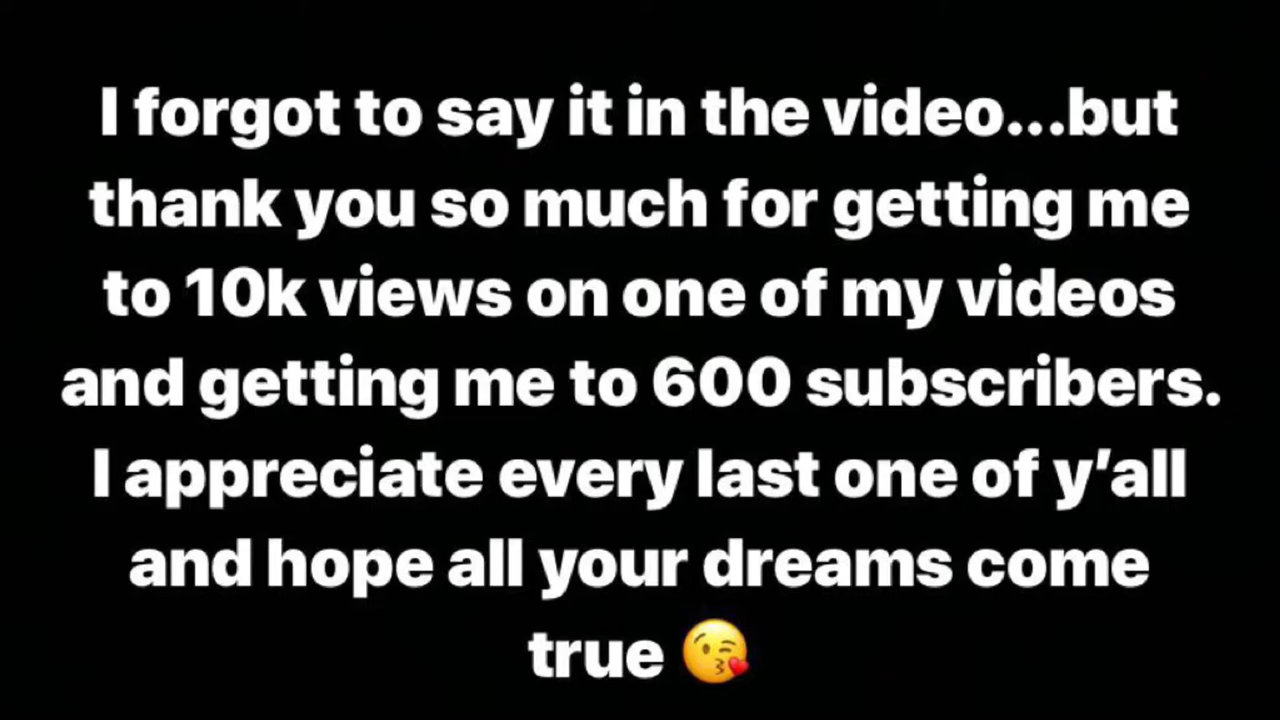 I forgot to say it in the video...but
thank you so much for getting me
to 10k views on one of my videos
and getting me to 600 subscribers.
I appreciate every last one of y’all
and hope all your dreams come
true 😘